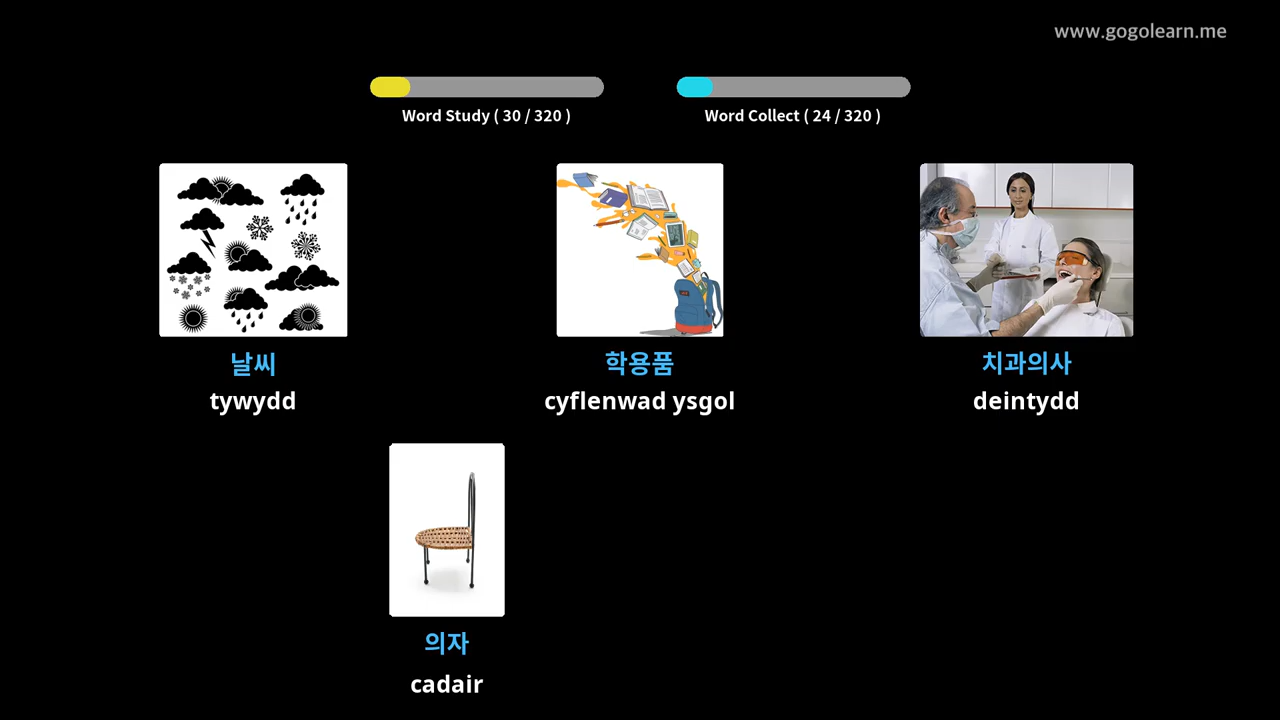 www.gogolearn.me
Word Study ( 30 / 320 )
Word Collect ( 24 / 320 )
날씨
tywydd
학용품
cyflenwad ysgol
치과의사
deintydd
의자
cadair